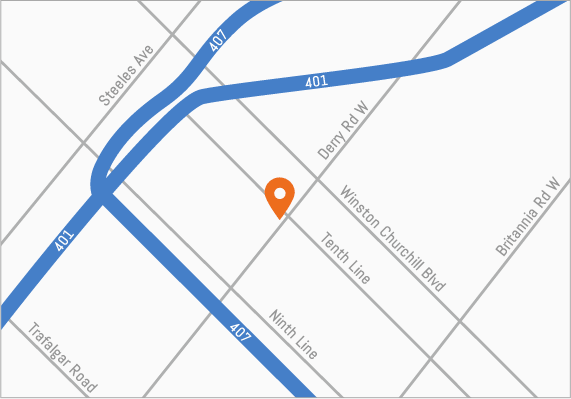 407
Steeles Ave
401
Derry Rd W
Winston Churchill Blvd
Britannia Rd W
401
Tenth Line
407
Ninth Line
Trafalgar Road